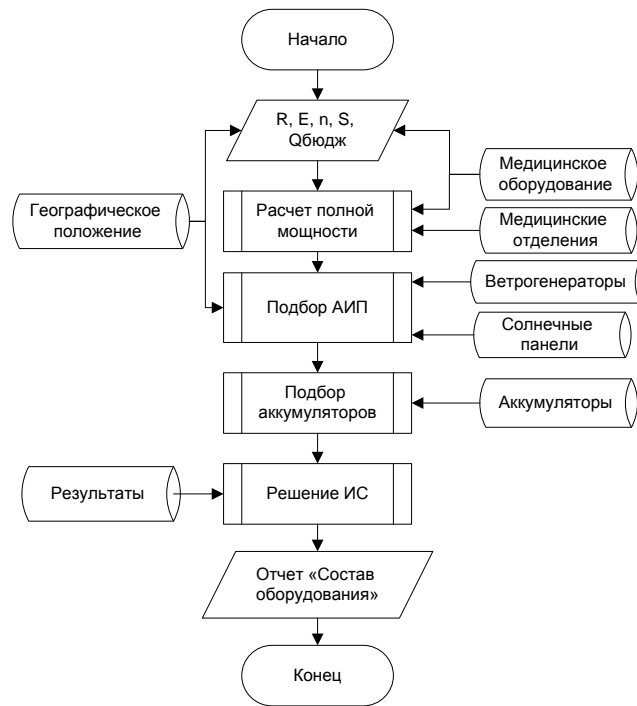 Начало
R, E, n, S,
Qбюдж
Медицинское
оборудование
Географическое
положение
Расчет полной
мощности
Медицинские
отделения
Ветрогенераторы
Подбор АИП
Солнечные
панели
Подбор
аккумуляторов
Аккумуляторы
Результаты
Решение ИС
Отчет «Состав
оборудования»
Конец